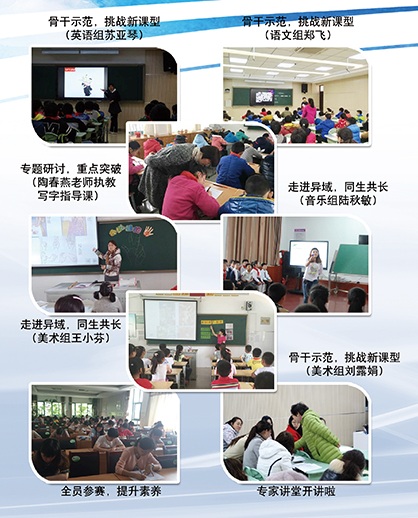 骨干示范，挑战新课型
（英语组苏亚琴）
骨干示范，挑战新课型
（语文组郑飞）
专题研讨，重点突破
（陶春燕老师执教
写字指导课）
走进异域，同生共长
（音乐组陆秋敏）
走进异域，同生共长
（美术组王小芬）
骨干示范，挑战新课型
（美术组刘露娟）
全员参赛，提升素养
专家讲堂开讲啦